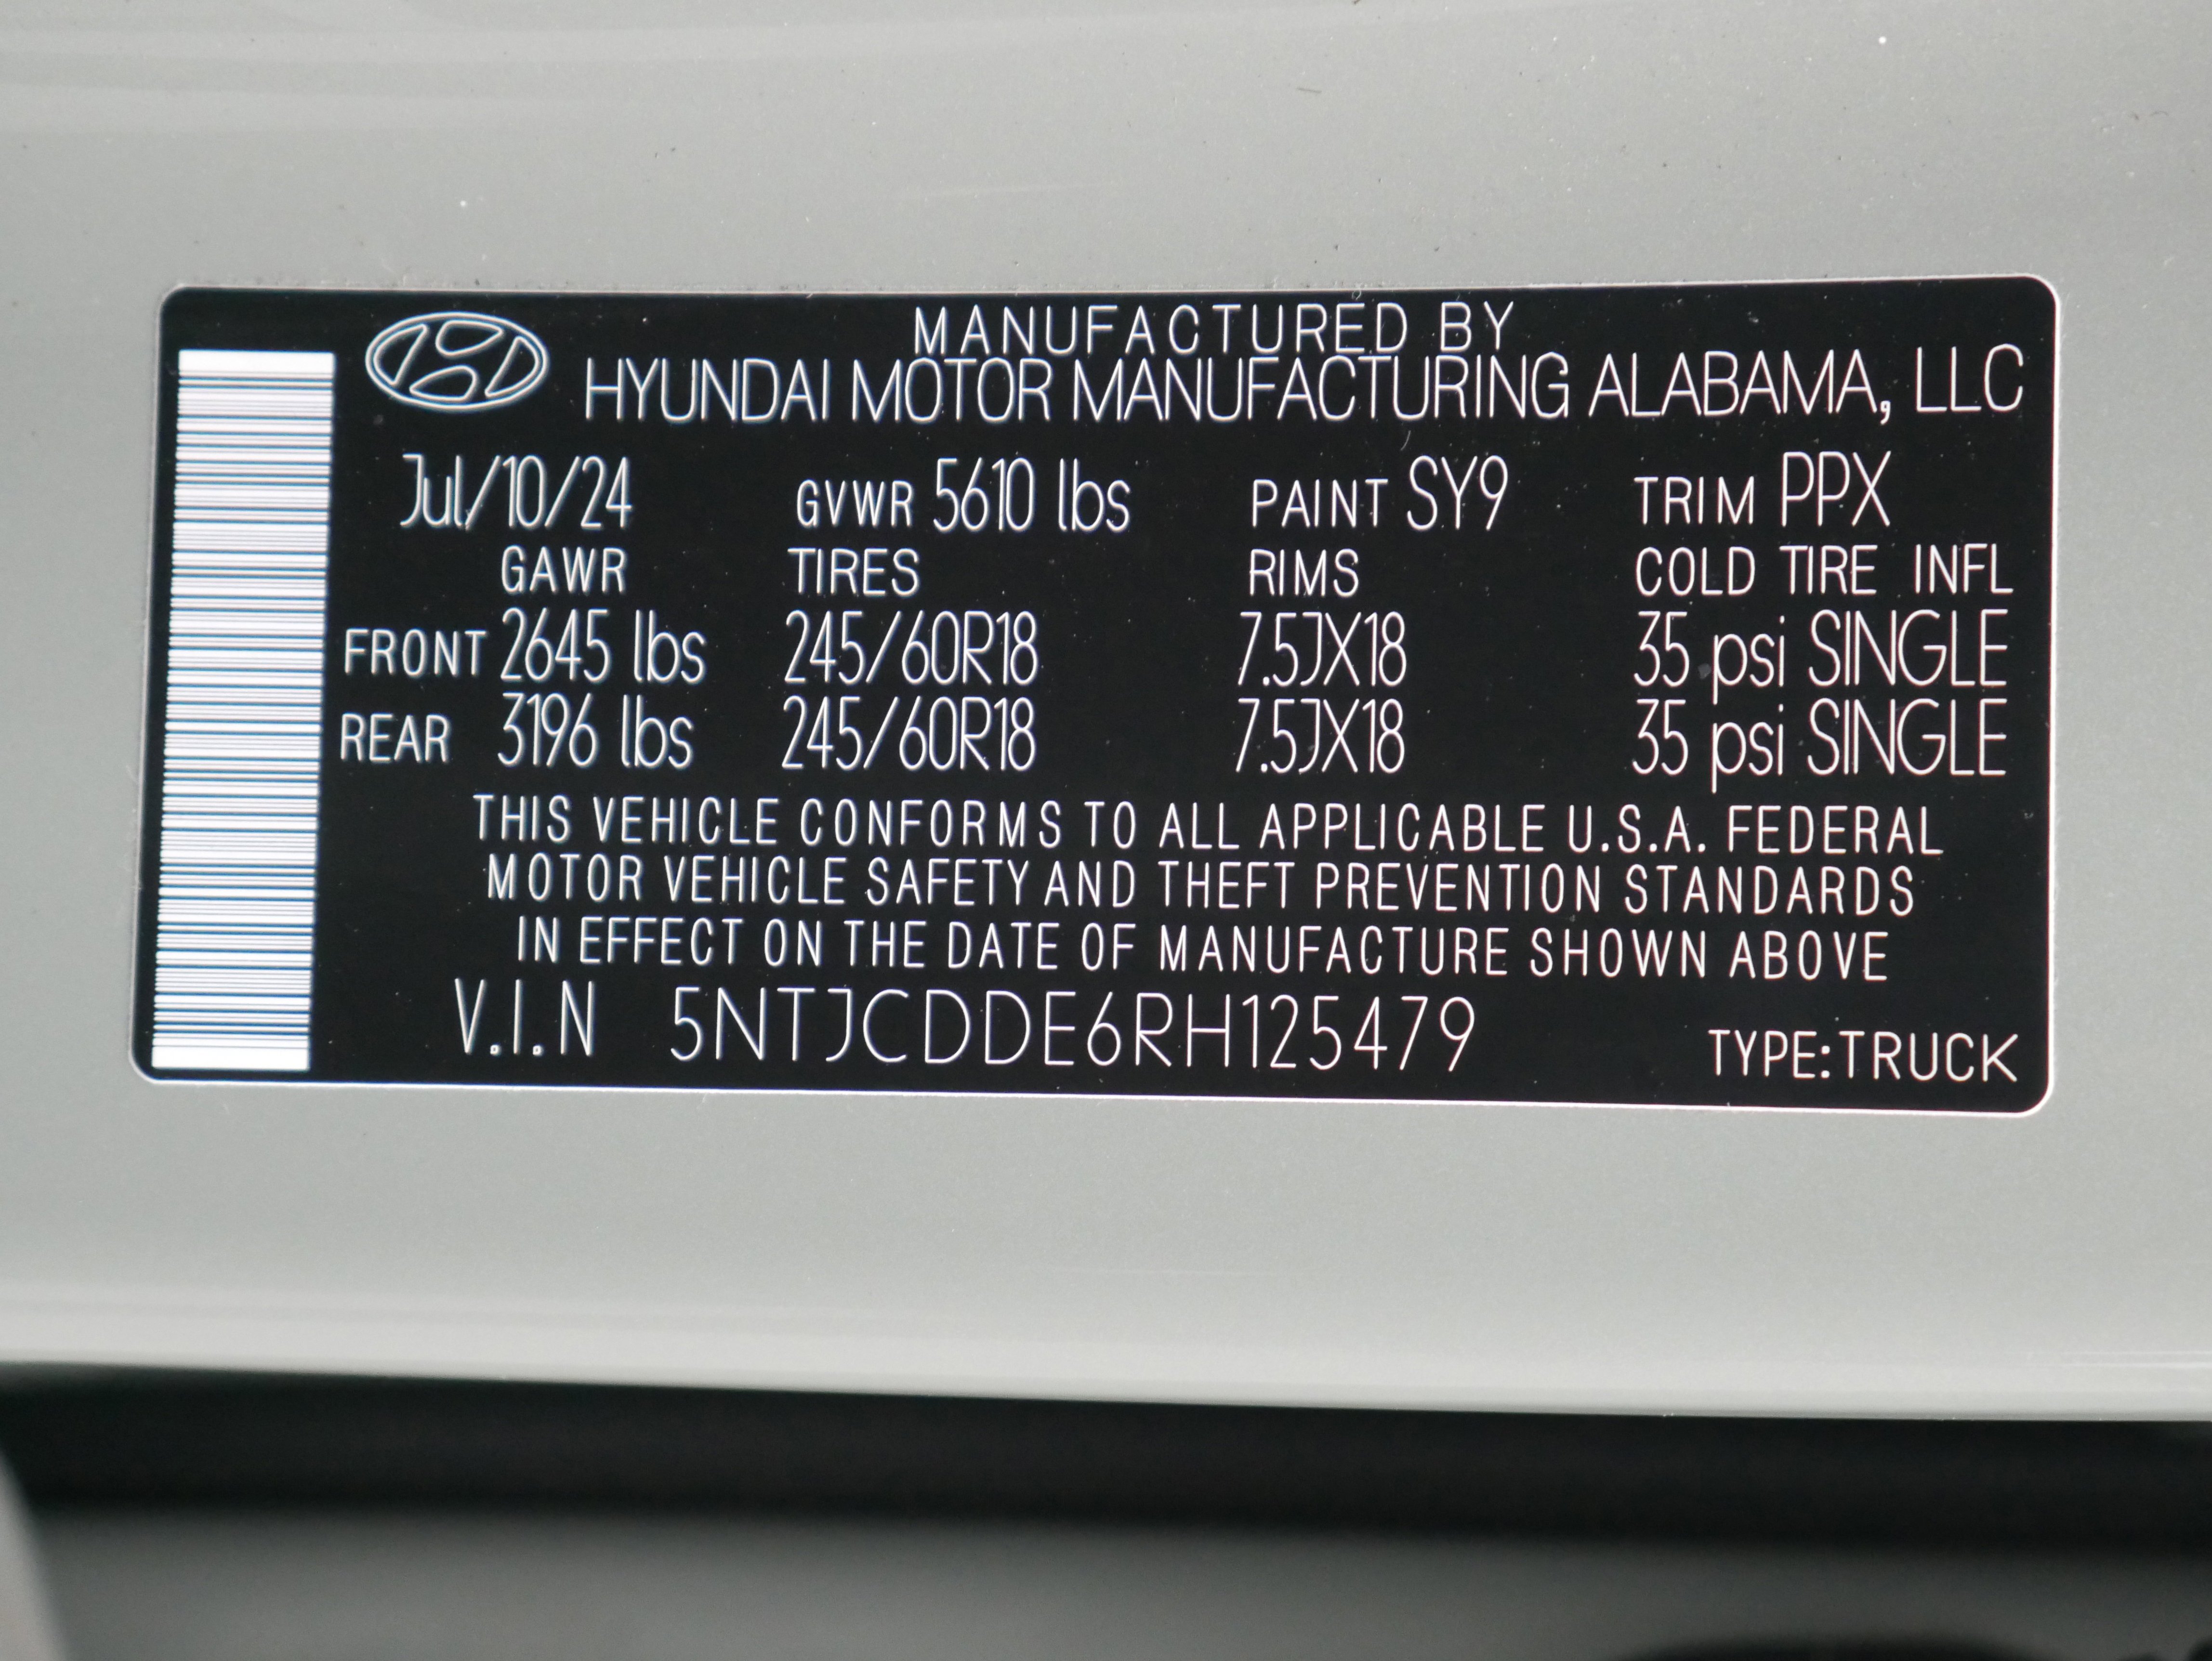 MANUFACTURED BY
HYUNDAI MOTOR MANUFACTURING ALABAMA, LLC
Jul/10/24 GVWR 5610 lbs PAINT SY9 TRIM PPX
GAWR TIRES RIMS COLD TIRE INFL
FRONT 2645 lbs 245/60R18 7.5JX18 35 psi SINGLE
REAR 3196 lbs 245/60R18 7.5JX18 35 psi SINGLE
THIS VEHICLE CONFORMS TO ALL APPLICABLE U.S.A. FEDERAL
MOTOR VEHICLE SAFETY AND THEFT PREVENTION STANDARDS
IN EFFECT ON THE DATE OF MANUFACTURE SHOWN ABOVE
V.I.N 5NTJCDDE6RH125479 TYPE:TRUCK